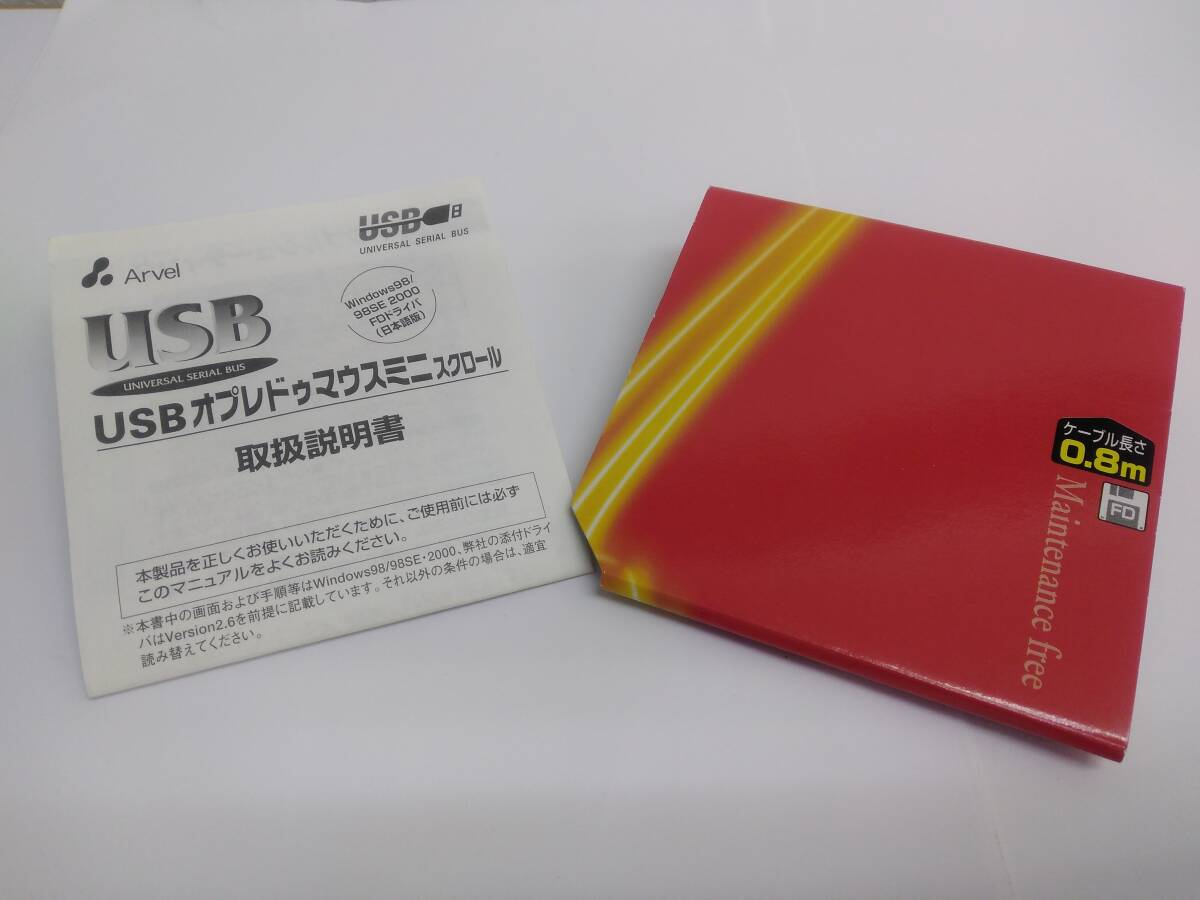 Arvel
USB
UNIVERSAL SERIAL BUS
Windows98/
98SE 2000
FDドライバ
(日本語版)
USB
UNIVERSAL SERIAL BUS
USBオプレドゥマウスミニスクロール
取扱説明書
本製品を正しくお使いいただくために、ご使用前には必ず
このマニュアルをよくお読みください。
※本書中の画面および手順等はWindows98/98SE・2000、弊社の添付ドライ
バはVersion2.6を前提に記載しています。それ以外の条件の場合は、適宜
読み替えてください。
ケーブル長さ
0.8m
FD
Maintenance free